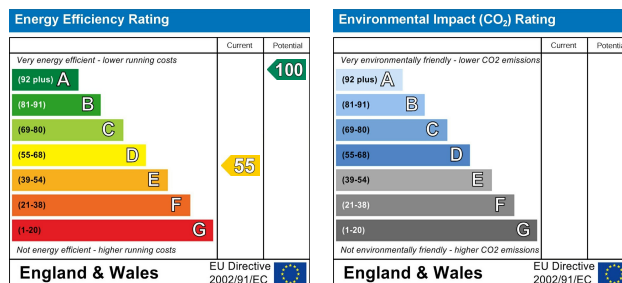 Energy Efficiency Rating
Current Potential
Very energy efficient - lower running costs
(92 plus) A
100
(81-91) B
(69-80) C
(55-68) D
55
(39-54) E
(21-38) F
(1-20) G
Not energy efficient - higher running costs
England & Wales
EU Directive
2002/91/EC
Environmental Impact (CO2) Rating
Current
Very environmentally friendly - lower CO2 emissions
(92 plus) A
(81-91) B
(69-80) C
(55-68) D
(39-54) E
(21-38) F
(1-20) G
Not environmentally friendly - higher CO2 emissions
England & Wales
EU Directive
2002/91/EC